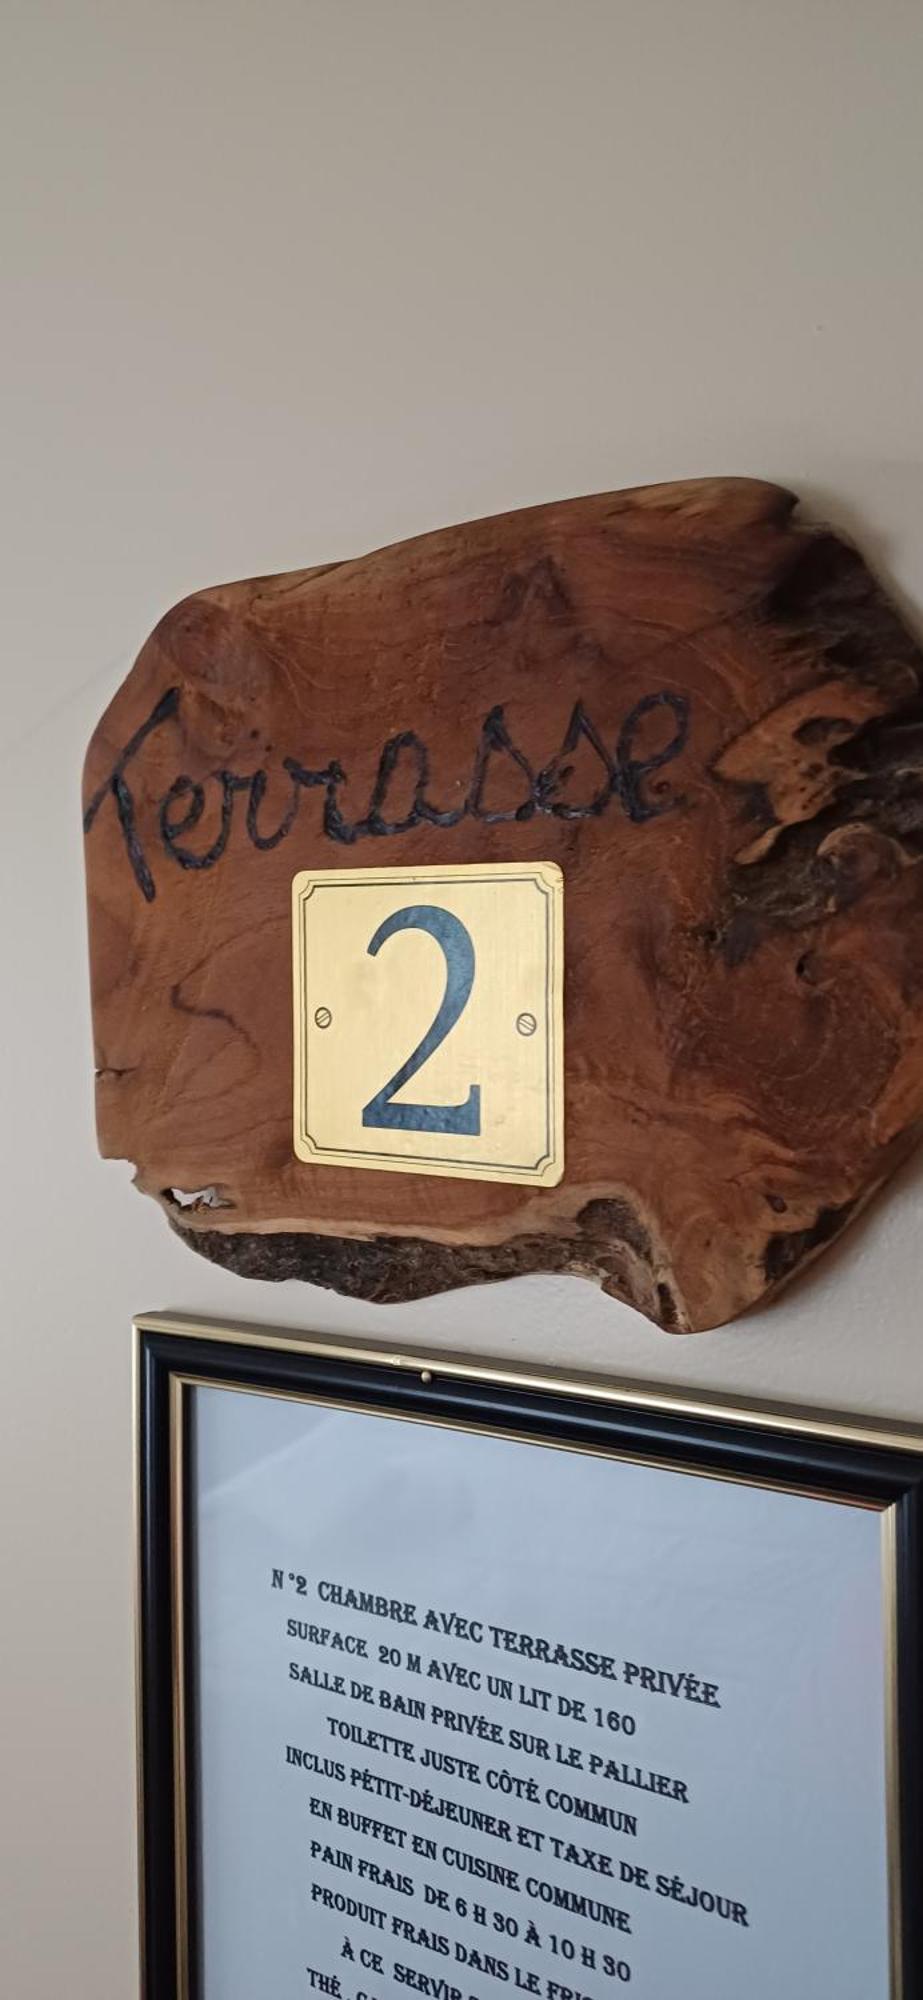 Terrasse
2
N°2 CHAMBRE AVEC TERRASSE PRIVÉE
SURFACE 20 M AVEC UN LIT DE 160
SALLE DE BAIN PRIVÉE SUR LE PALLIER
TOILETTE JUSTE CÔTÉ COMMUN
INCLUS PÉTIT-DÉJEUNER ET TAXE DE SÉJOUR
EN BUFFET EN CUISINE COMMUNE
PAIN FRAIS DE 6 H 30 À 10 H 30
PRODUIT FRAIS DANS LE
À CE SERVIR
THÉ